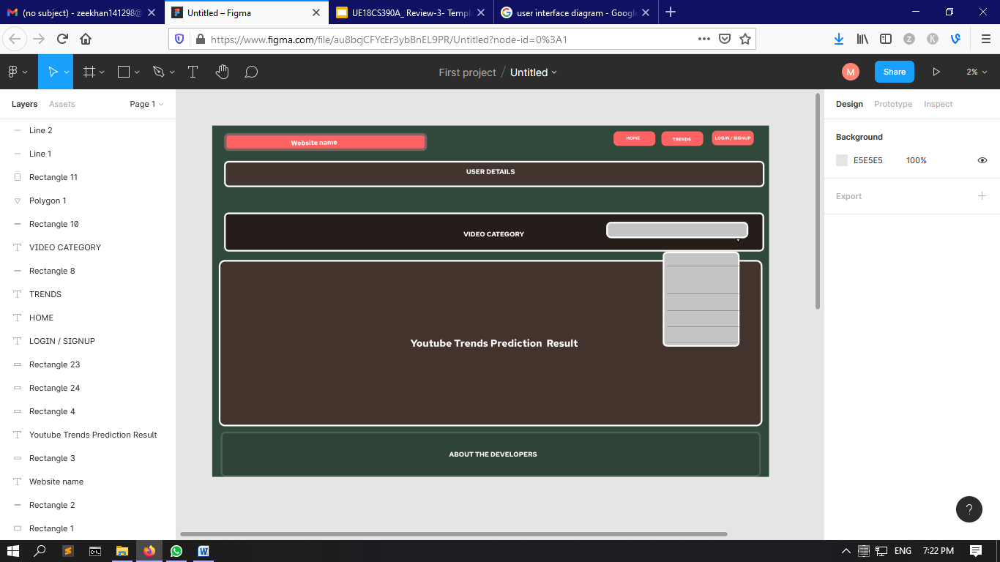 (no subject) - zeekhan141298@
Untitled – Figma
UE18CS390A_ Review-3- Templ
user interface diagram - Google
https://www.figma.com/file/au8bcjCFYcEr3ybBnEL9PR/Untitled?node-id=0%3A1
First project / Untitled
M
Share
2%
Layers
Assets
Page 1
Line 2
Line 1
Rectangle 11
Polygon 1
Rectangle 10
VIDEO CATEGORY
Rectangle 8
TRENDS
HOME
LOGIN / SIGNUP
Rectangle 23
Rectangle 24
Rectangle 4
Youtube Trends Prediction Result
Rectangle 3
Website name
Rectangle 2
Rectangle 1
Website name
HOME
TRENDS
LOGIN / SIGNUP
USER DETAILS
VIDEO CATEGORY
Youtube Trends Prediction Result
ABOUT THE DEVELOPERS
Design
Prototype
Inspect
Background
E5E5E5
100%
Export
?
ENG
7:22 PM